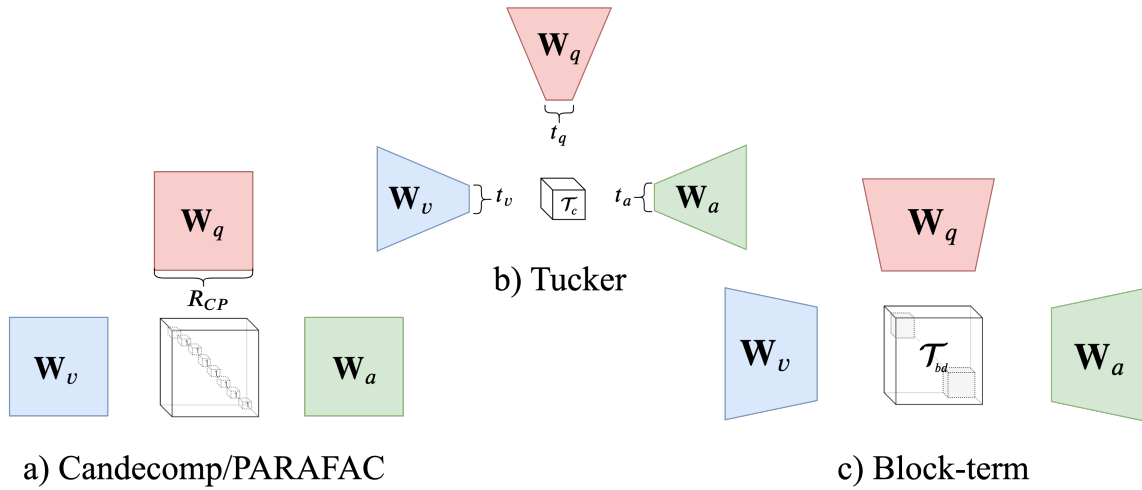 W_q
R_CP
W_v
W_a
a) Candecomp/PARAFAC
W_q
t_q
W_v
t_v
𝒯_c
t_a
W_a
b) Tucker
W_q
W_v
𝒯_bd
W_a
c) Block-term